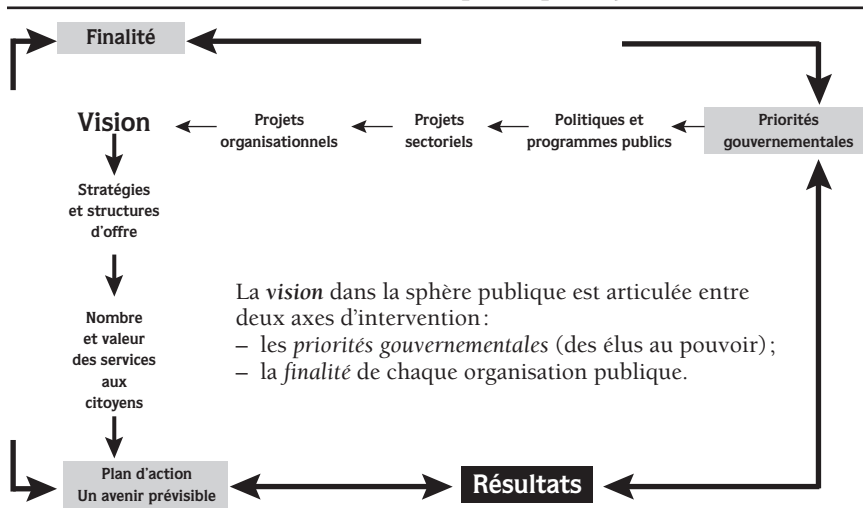 Finalité
Vision
Projets
organisationnels
Projets
sectoriels
Politiques et
programmes publics
Priorités
gouvernementales
Stratégies
et structures
d'offre
Nombre
et valeur
des services
aux
citoyens
La vision dans la sphère publique est articulée entre
deux axes d'intervention :
– les priorités gouvernementales (des élus au pouvoir) ;
– la finalité de chaque organisation publique.
Plan d'action
Un avenir prévisible
Résultats